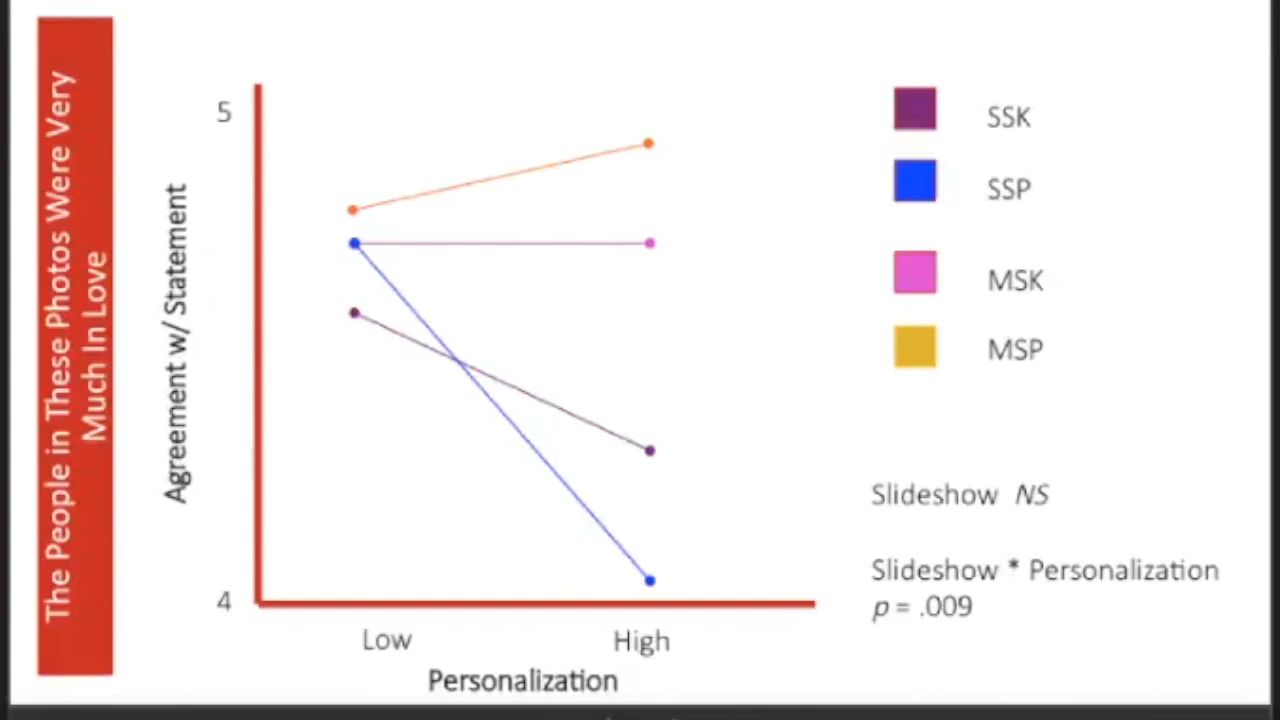 The People in These Photos Were Very
Much In Love
Agreement w/ Statement
5
4
Low
High
Personalization
SSK
SSP
MSK
MSP
Slideshow NS
Slideshow * Personalization
p = .009